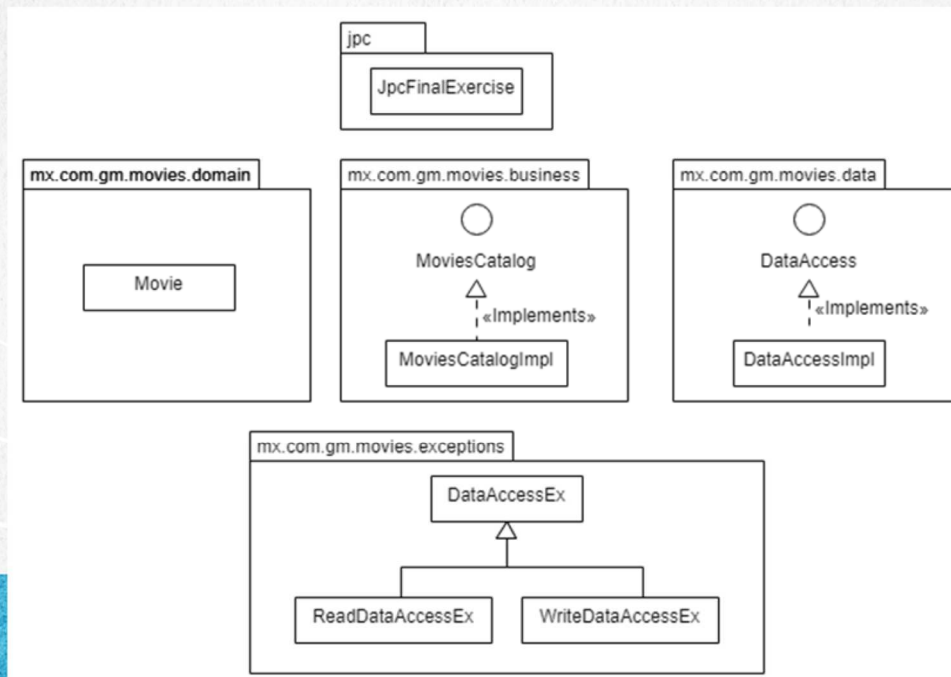 jpc
JpcFinalExercise
mx.com.gm.movies.domain
Movie
mx.com.gm.movies.business
MoviesCatalog
«Implements»
MoviesCatalogImpl
mx.com.gm.movies.data
DataAccess
«Implements»
DataAccessImpl
mx.com.gm.movies.exceptions
DataAccessEx
ReadDataAccessEx
WriteDataAccessEx